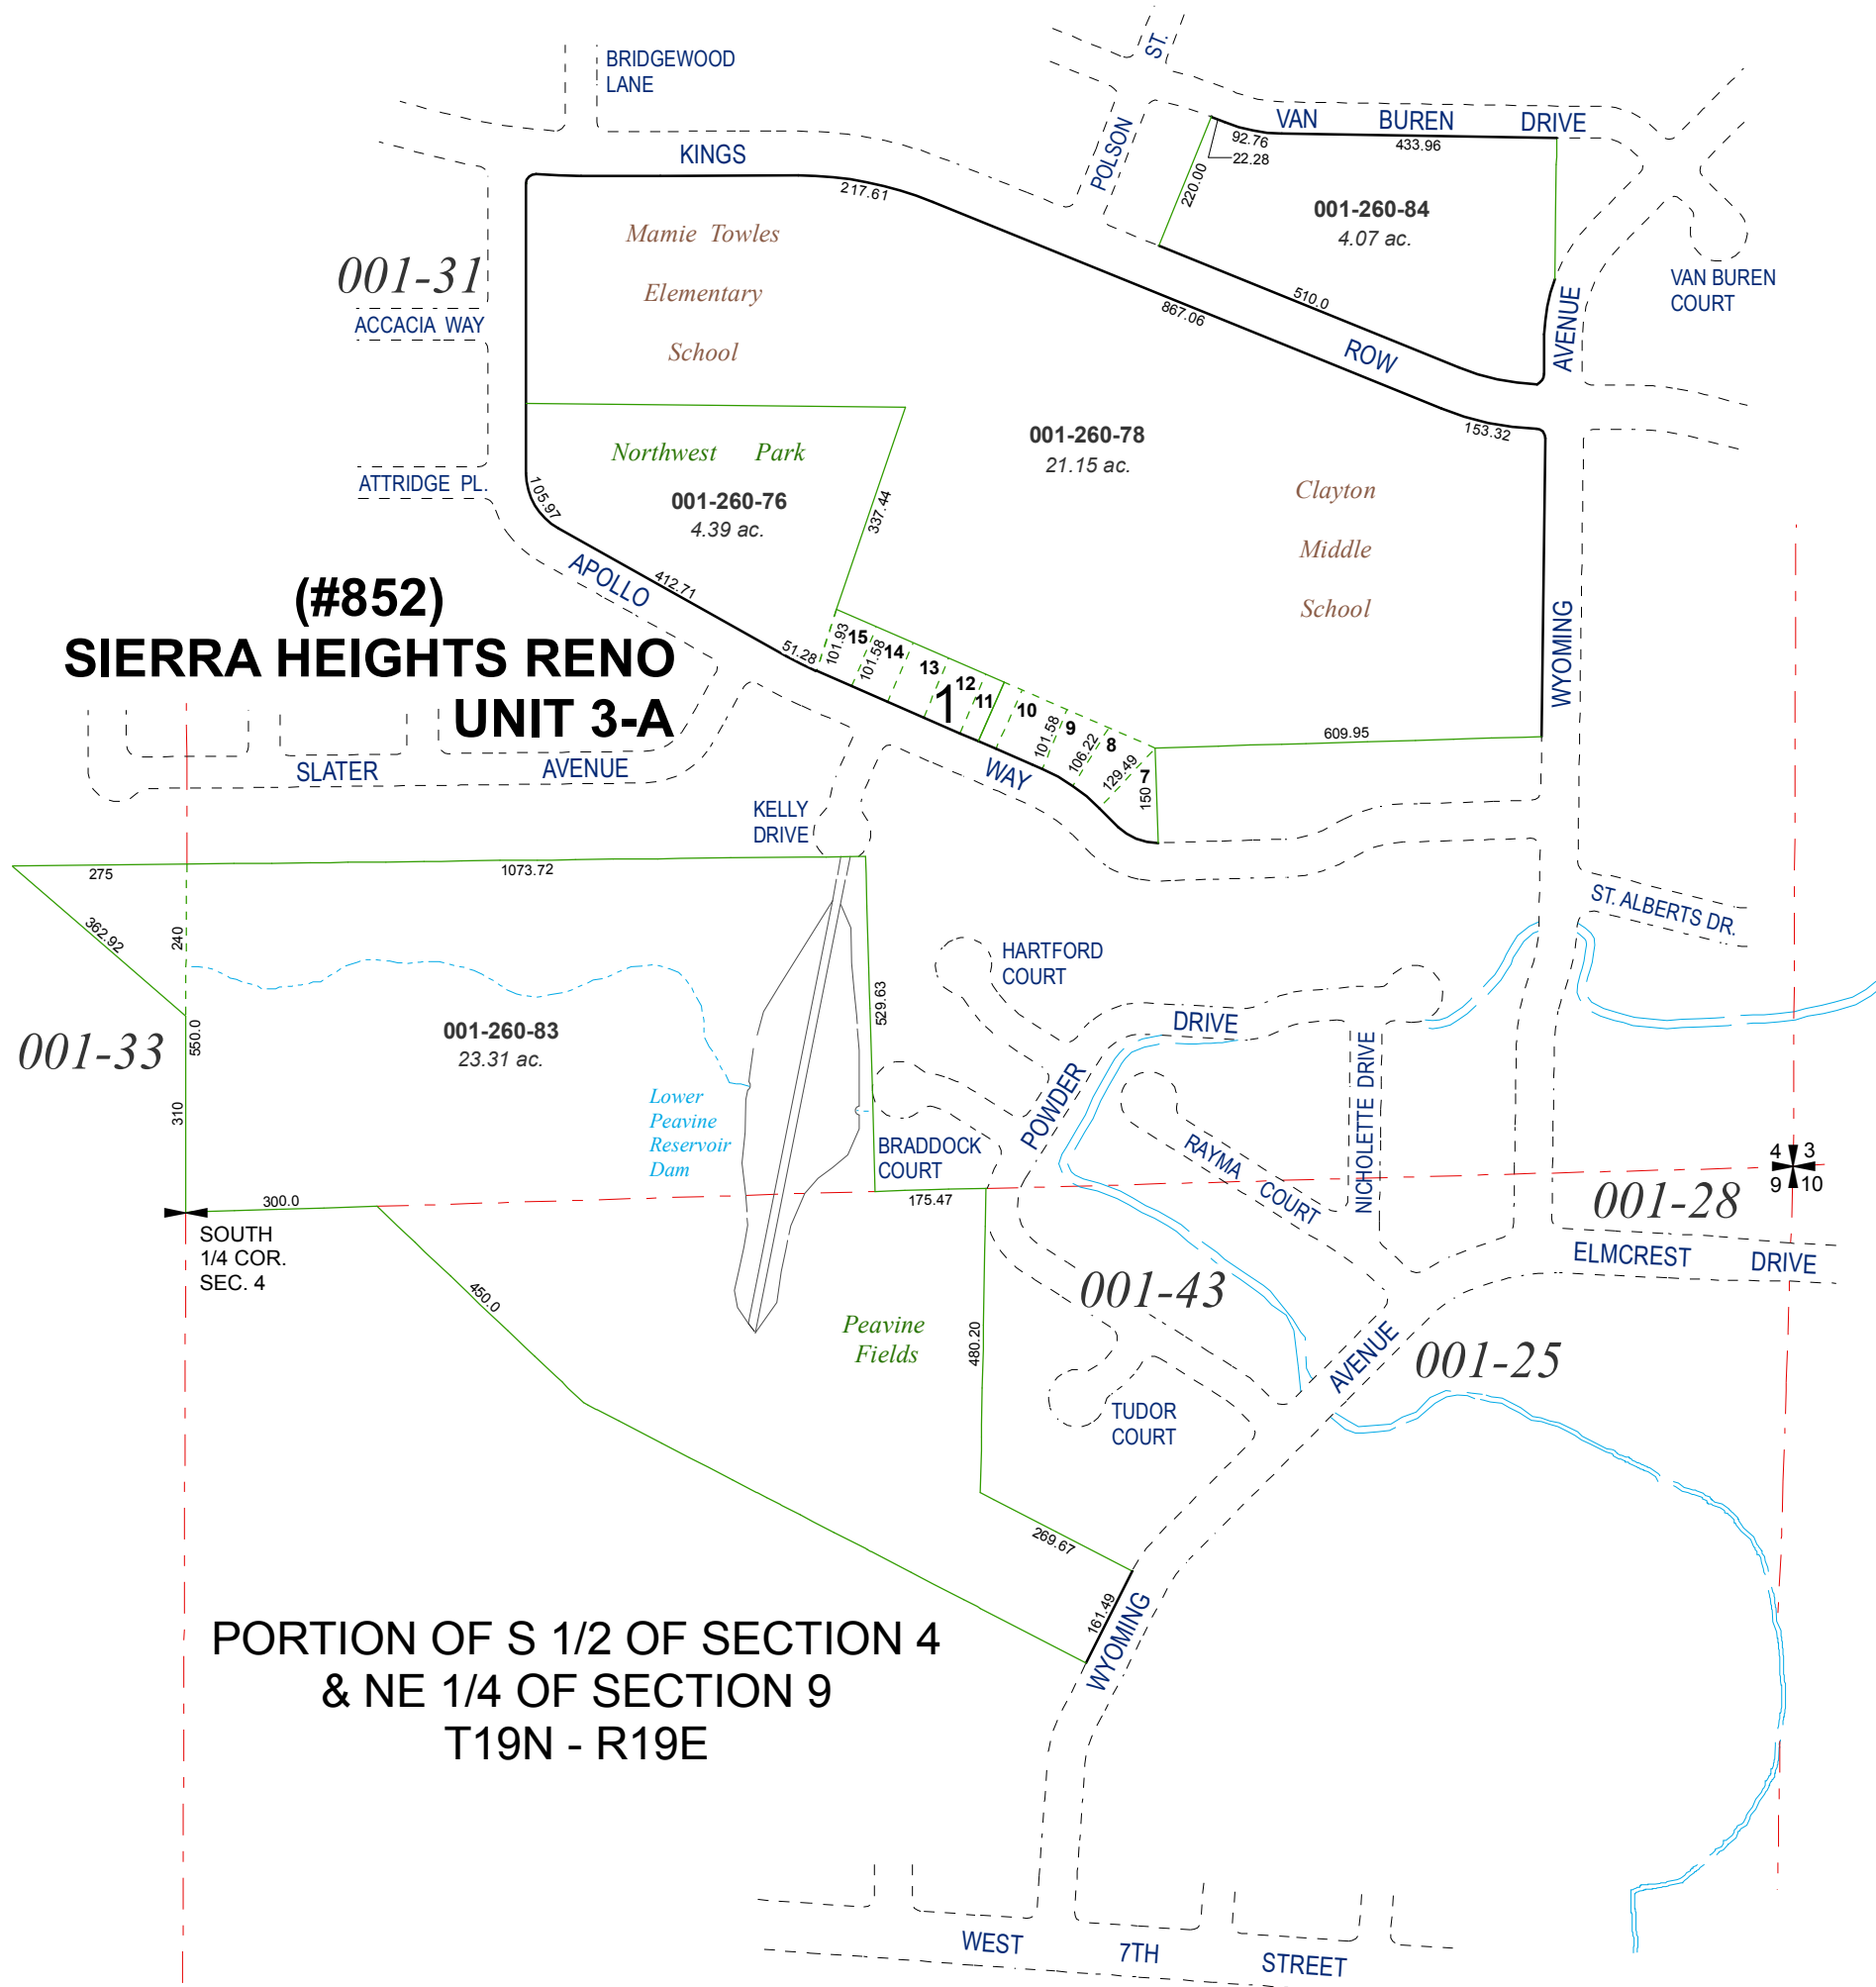 BRIDGEWOOD
LANE
ST.
POLSON
VAN BUREN DRIVE
92.76
22.28
433.96
KINGS
217.61
220.00
001-260-84
4.07 ac.
Mamie Towles
Elementary
School
001-31
ACCACIA WAY
VAN BUREN
COURT
510.0
867.06
ROW
AVENUE
153.32
001-260-78
21.15 ac.
Northwest Park
001-260-76
4.39 ac.
ATTRIDGE PL.
105.97
337.44
Clayton
Middle
School
APOLLO
412.71
(#852)
SIERRA HEIGHTS RENO
UNIT 3-A
51.28
101.93
15
101.58
14
13
12
1
11
10
101.58
9
106.22
8
129.49
7
150
609.95
WYOMING
WAY
SLATER AVENUE
KELLY
DRIVE
275
1073.72
362.92
240
550.0
310
001-33
001-260-83
23.31 ac.
529.63
HARTFORD
COURT
ST. ALBERTS DR.
DRIVE
POWDER
NICHOLETTE DRIVE
RAYMA
COURT
Lower
Peavine
Reservoir
Dam
BRADDOCK
COURT
175.47
4 3
9 10
001-28
300.0
SOUTH
1/4 COR.
SEC. 4
ELMCREST DRIVE
450.0
001-43
Peavine
Fields
480.20
AVENUE
001-25
TUDOR
COURT
269.67
161.49
WYOMING
PORTION OF S 1/2 OF SECTION 4
& NE 1/4 OF SECTION 9
T19N - R19E
WEST 7TH STREET